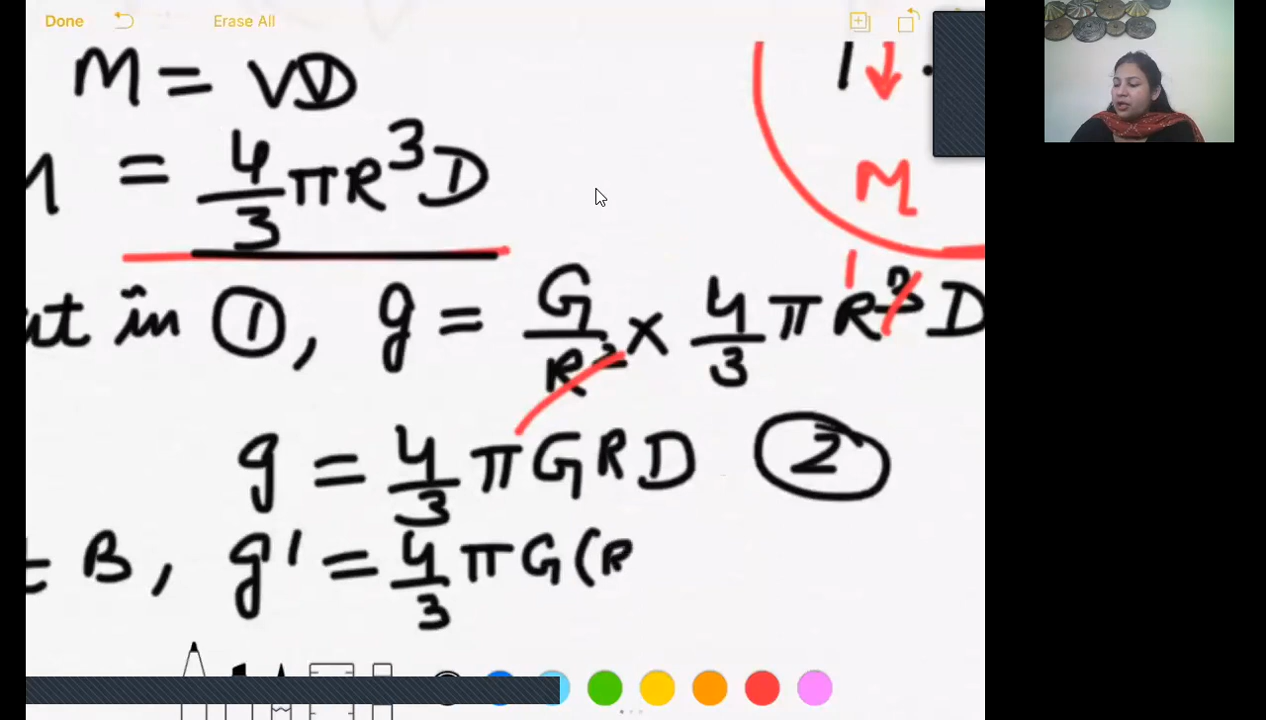 Done Erase All
M = VD
M = 4/3 πR³D
ut in ①, g = G/R² × 4/3 πR³D
M
g = 4/3 πGRD ②
B, g' = 4/3 πG(R